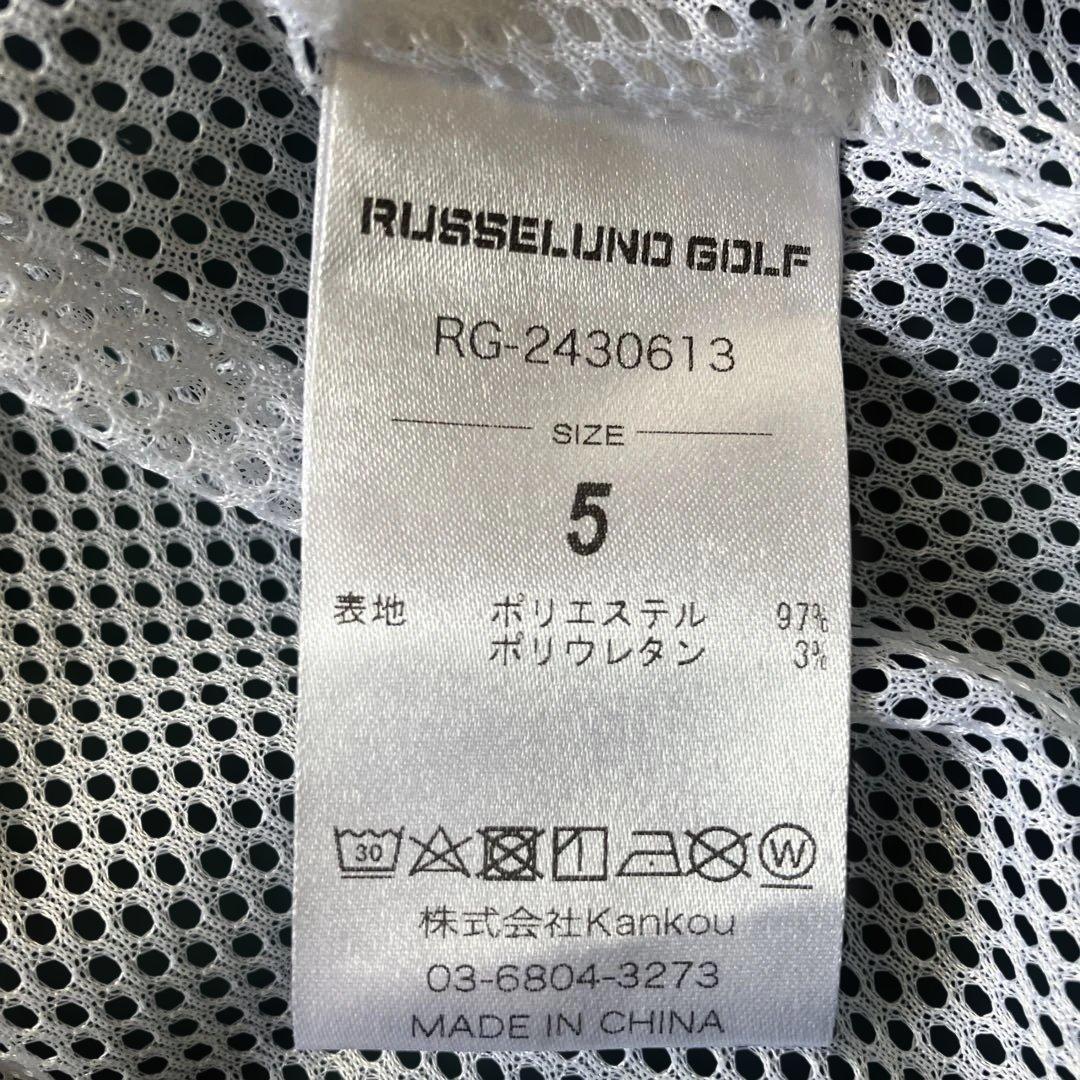 RUSSELUNO GOLF
RG-2430613
SIZE
5
表地 ポリエステル 97%
ポリウレタン 3%
30 W
株式会社Kankou
03-6804-3273
MADE IN CHINA